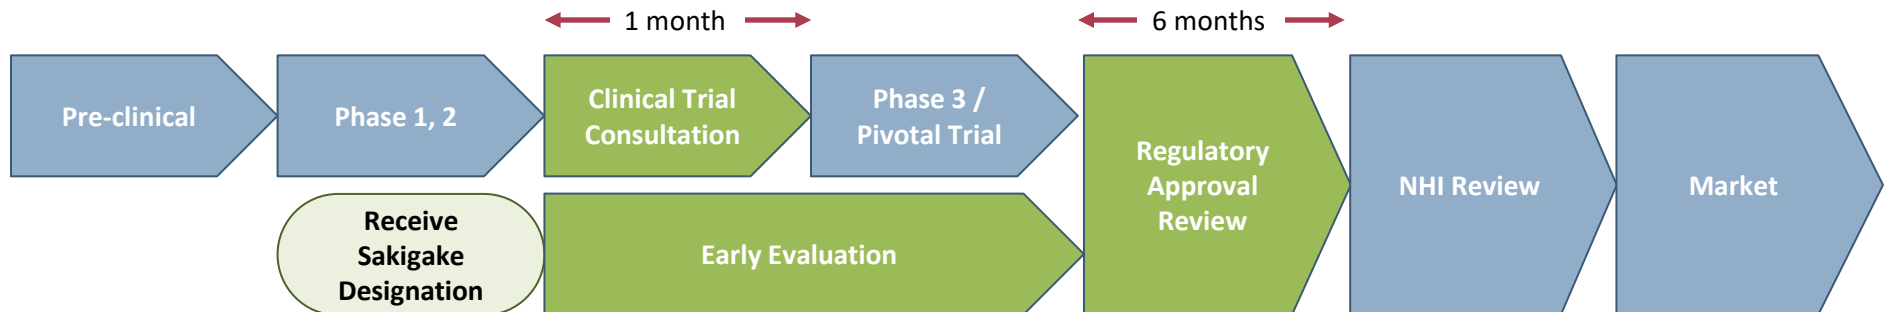 1 month
6 months
Pre-clinical
Phase 1, 2
Clinical Trial
Consultation
Phase 3 /
Pivotal Trial
Regulatory
Approval
Review
NHI Review
Market
Receive
Sakigake
Designation
Early Evaluation